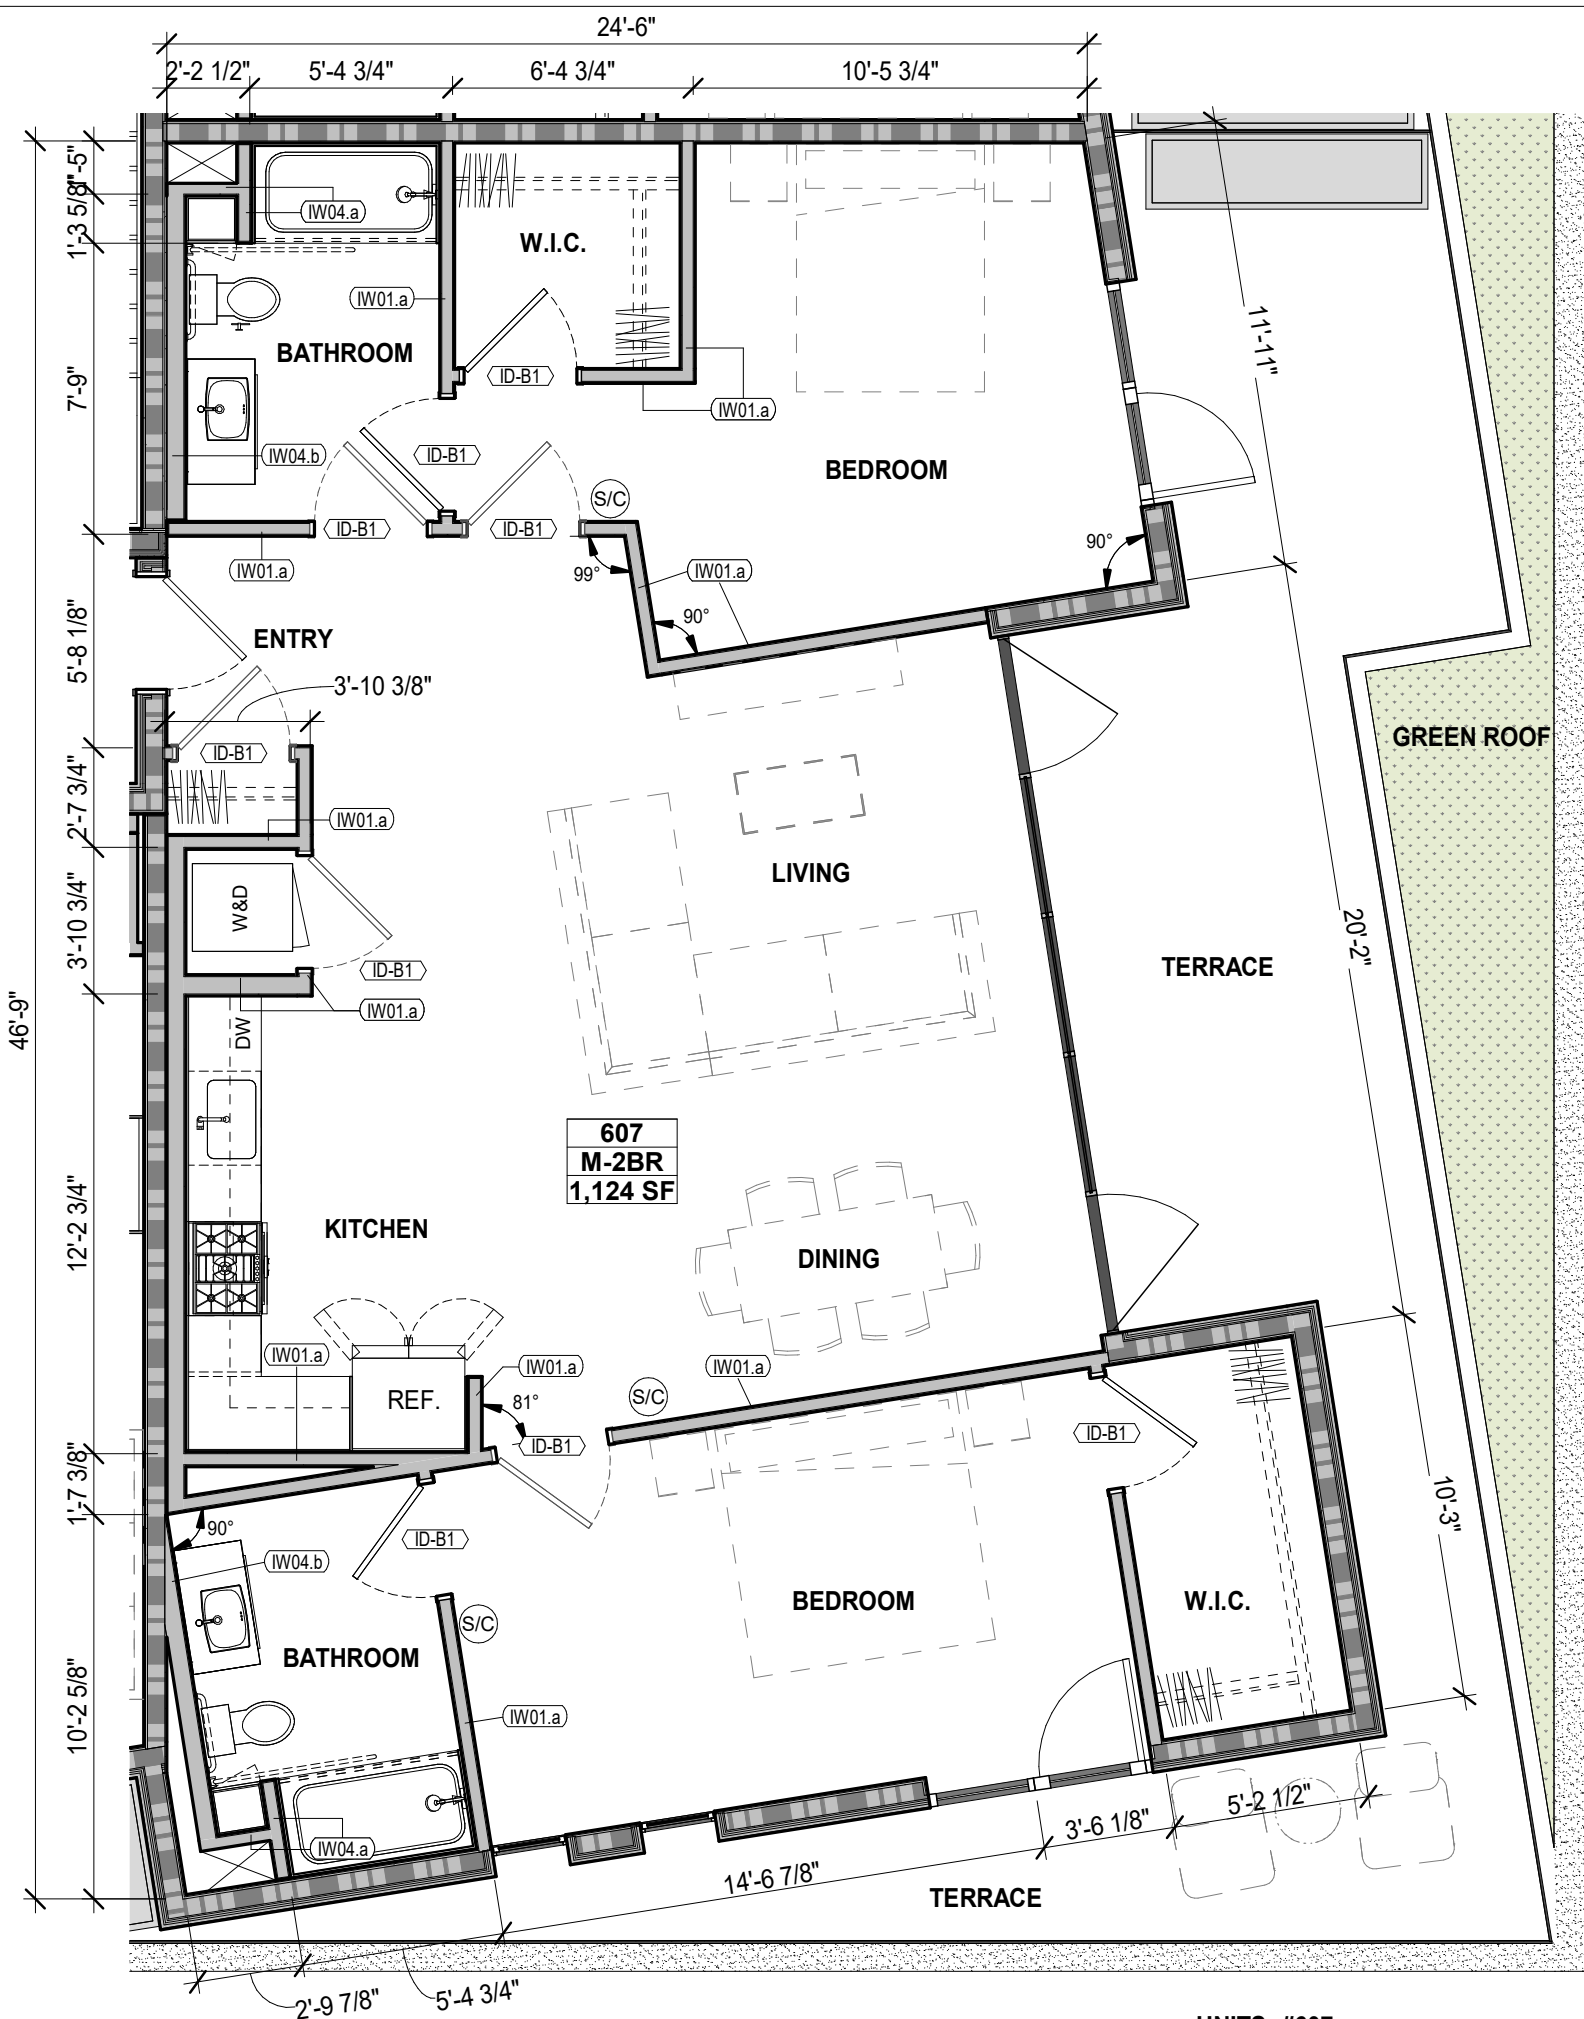 24'-6"
2'-2 1/2"
5'-4 3/4"
6'-4 3/4"
10'-5 3/4"
1'-5"
1'-3 5/8"
IW04.a
W.I.C.
IW01.a
11'-11"
BATHROOM
ID-B1
7'-9"
IW01.a
IW04.b
ID-B1
BEDROOM
S/C
ID-B1
ID-B1
90°
IW01.a
99°
IW01.a
90°
5'-8 1/8"
ENTRY
3'-10 3/8"
GREEN ROOF
ID-B1
2'-7 3/4"
IW01.a
LIVING
W&D
3'-10 3/4"
20'-2"
ID-B1
TERRACE
IW01.a
46'-9"
DW
607
M-2BR
1,124 SF
12'-2 3/4"
KITCHEN
DINING
IW01.a
IW01.a
IW01.a
REF.
S/C
81°
ID-B1
ID-B1
1'-7 3/8"
10'-3"
90°
ID-B1
IW04.b
BEDROOM
W.I.C.
S/C
BATHROOM
10'-2 5/8"
IW01.a
5'-2 1/2"
3'-6 1/8"
IW04.a
14'-6 7/8"
TERRACE
2'-9 7/8"
5'-4 3/4"